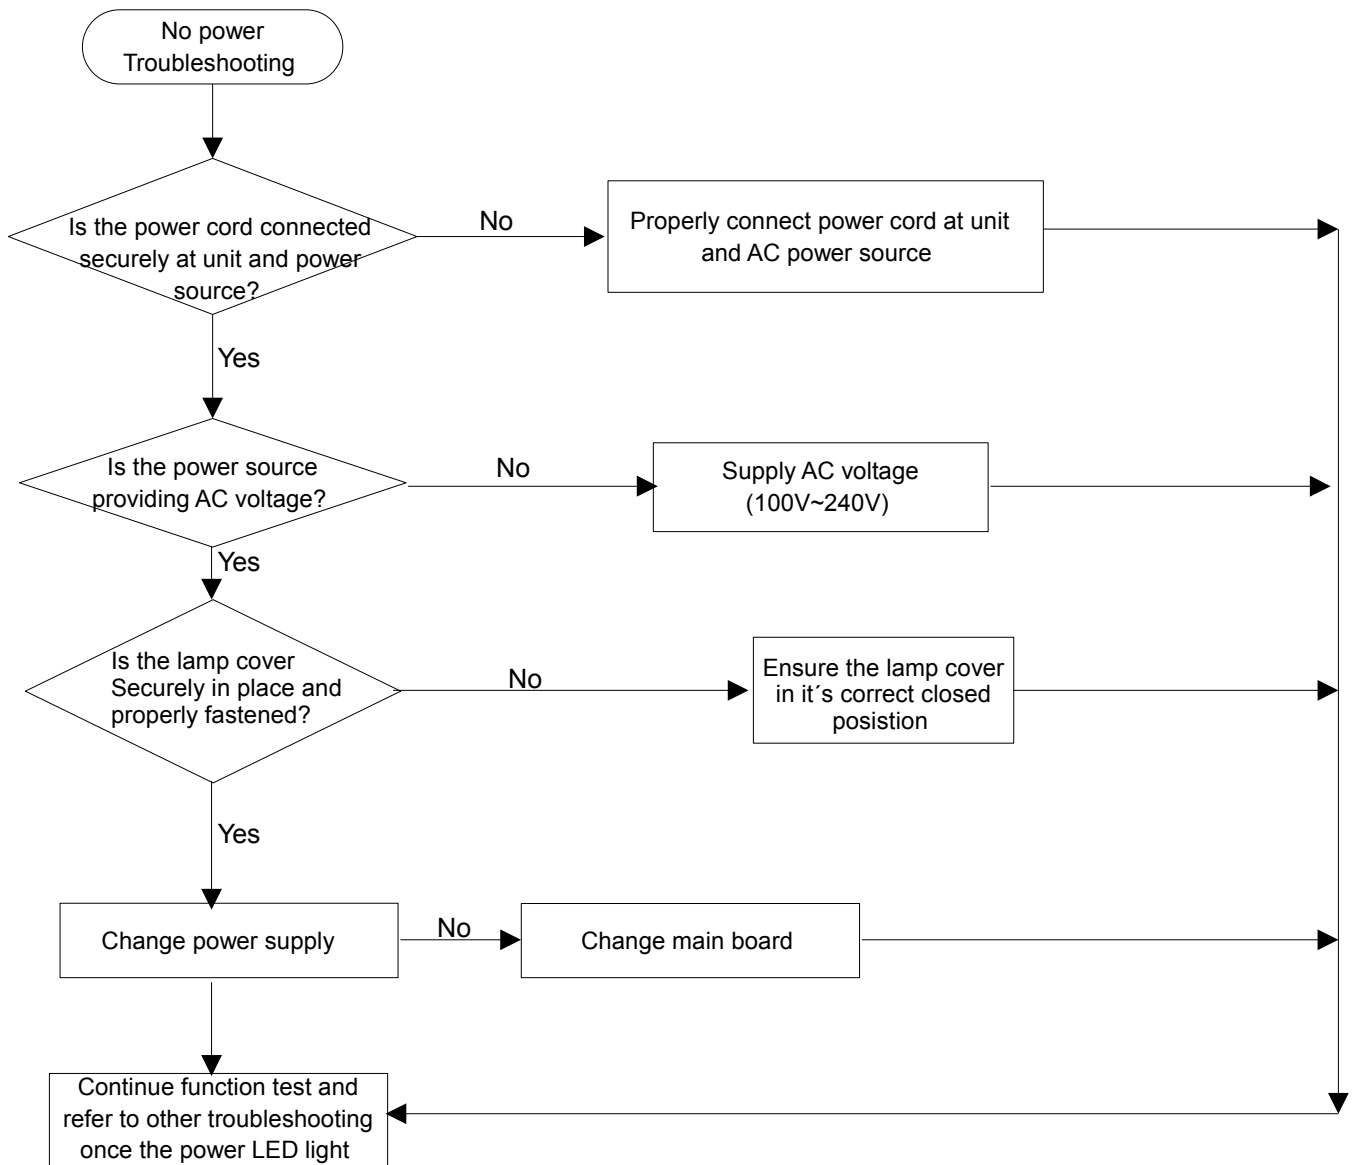 No power
Troubleshooting
Is the power cord connected
securely at unit and power
source?
No
Properly connect power cord at unit
and AC power source
Yes
Is the power source
providing AC voltage?
No
Supply AC voltage
(100V~240V)
Yes
Is the lamp cover
Securely in place and
properly fastened?
No
Ensure the lamp cover
in it´s correct closed
posistion
Yes
Change power supply
No
Change main board
Continue function test and
refer to other troubleshooting
once the power LED light